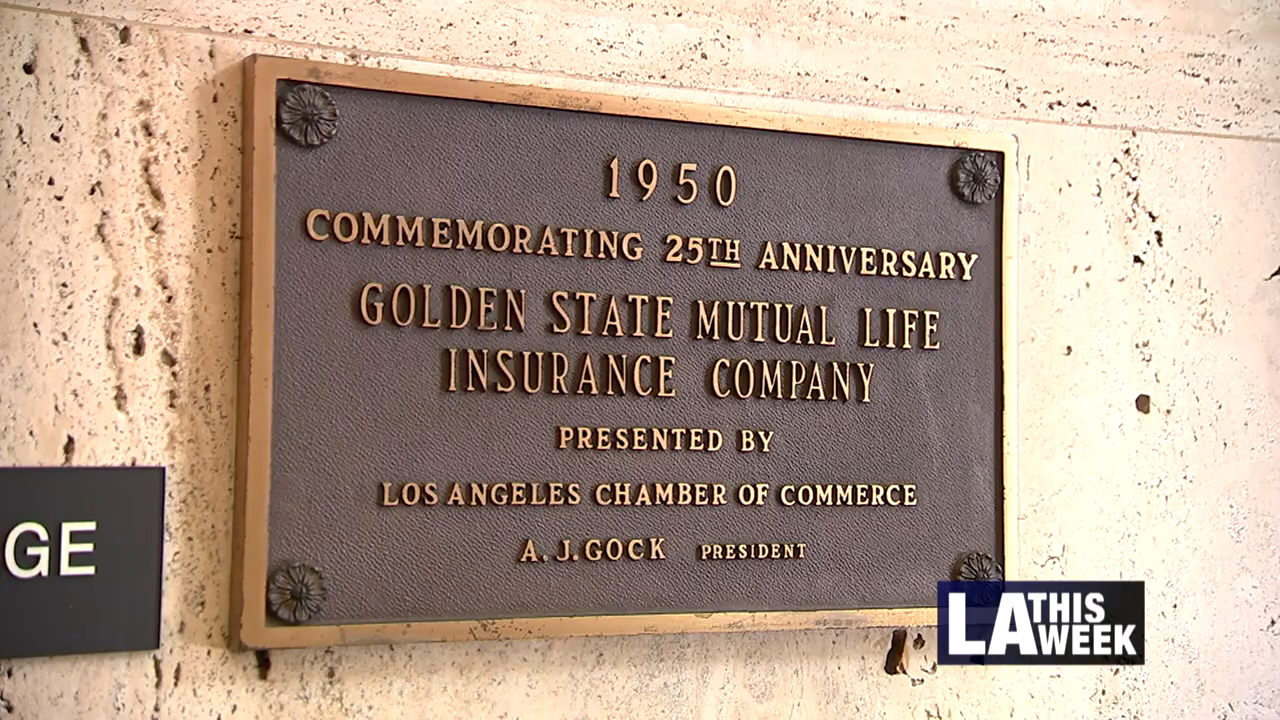 1950
COMMEMORATING 25TH ANNIVERSARY
GOLDEN STATE MUTUAL LIFE
INSURANCE COMPANY
PRESENTED BY
LOS ANGELES CHAMBER OF COMMERCE
A. J. GOCK PRESIDENT
GE
LA THIS WEEK